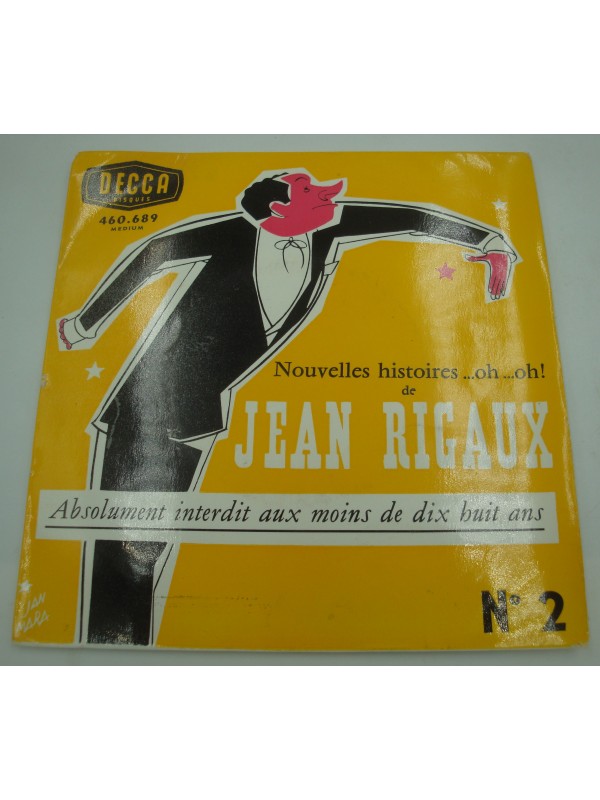 DECCA
DISQUES
460.689
MEDIUM
Nouvelles histoires...oh...oh!
de
JEAN RIGAUX
Absolument interdit aux moins de dix huit ans
N° 2